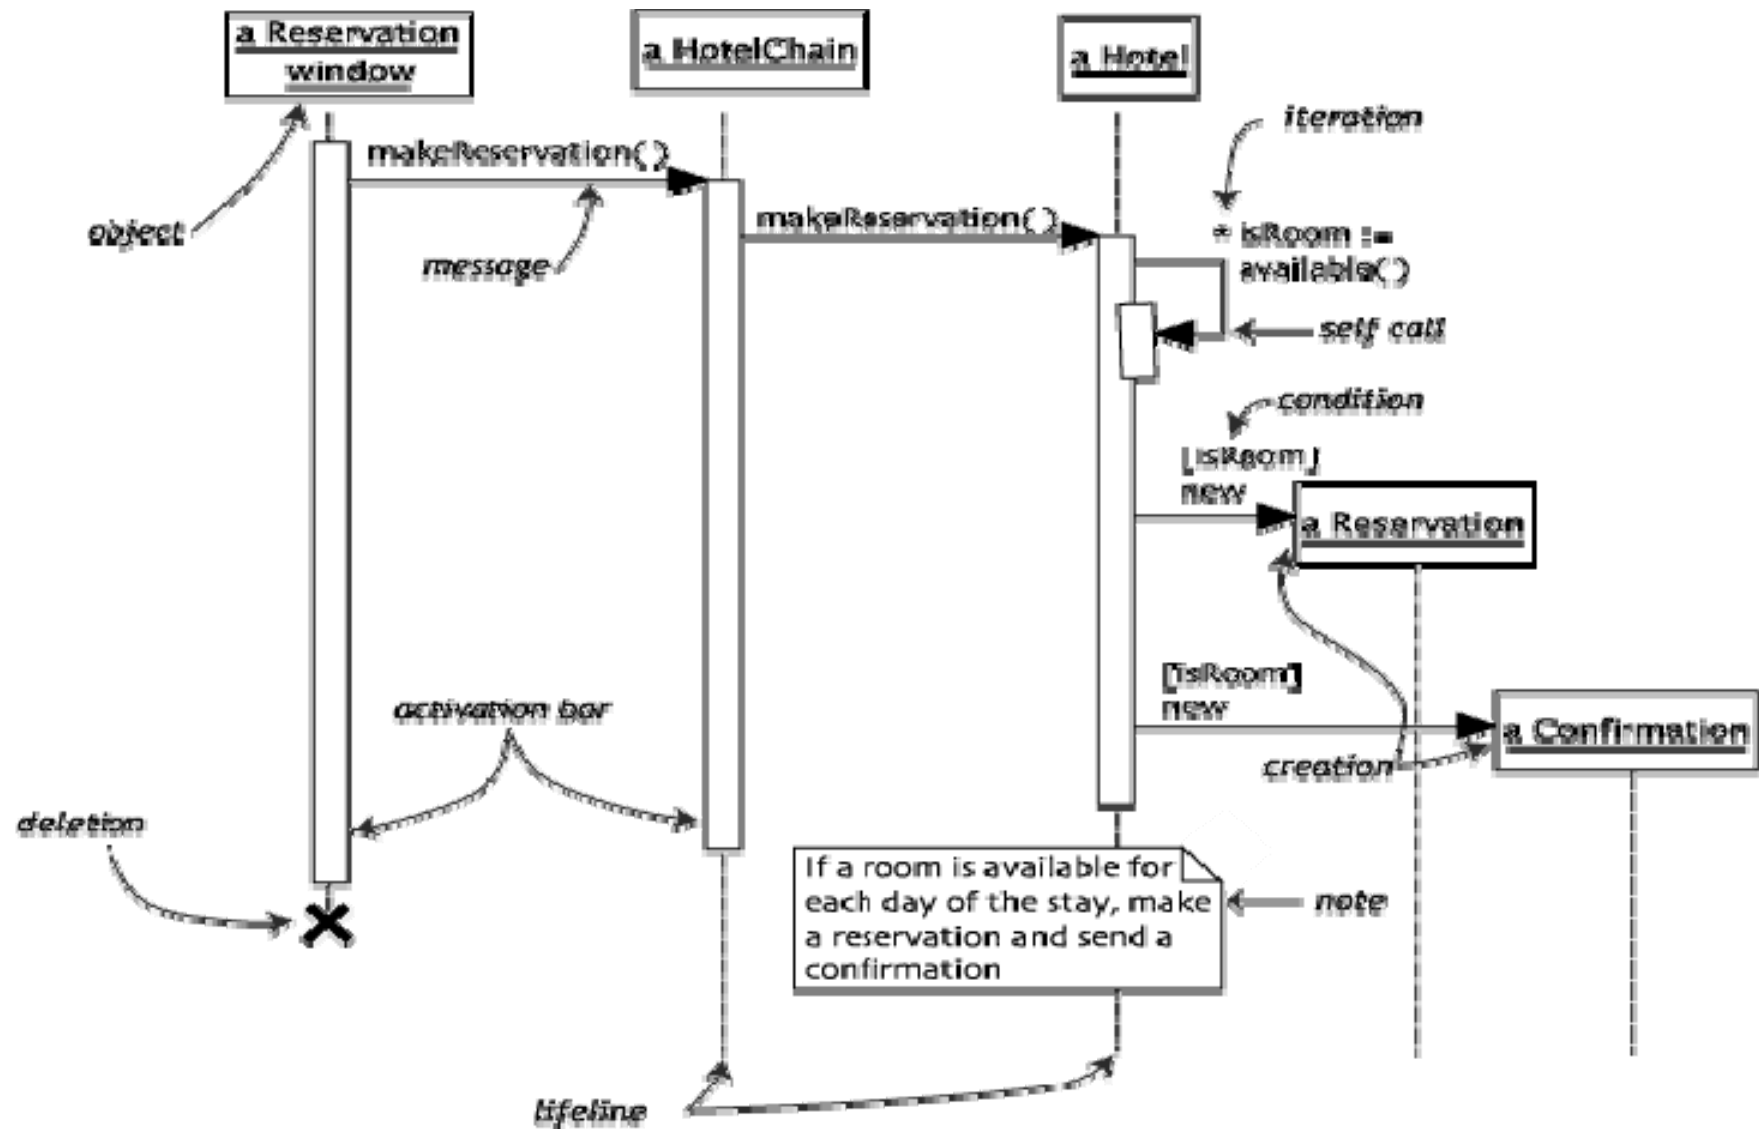 a Reservation
window
a HotelChain
a Hotel
iteration
makeReservation( )
object
message
makeReservation( )
* isRoom :=
available( )
self call
condition
[isRoom]
new
a Reservation
[isRoom]
new
a Confirmation
activation bar
creation
deletion
If a room is available for
each day of the stay, make
a reservation and send a
confirmation
note
lifeline